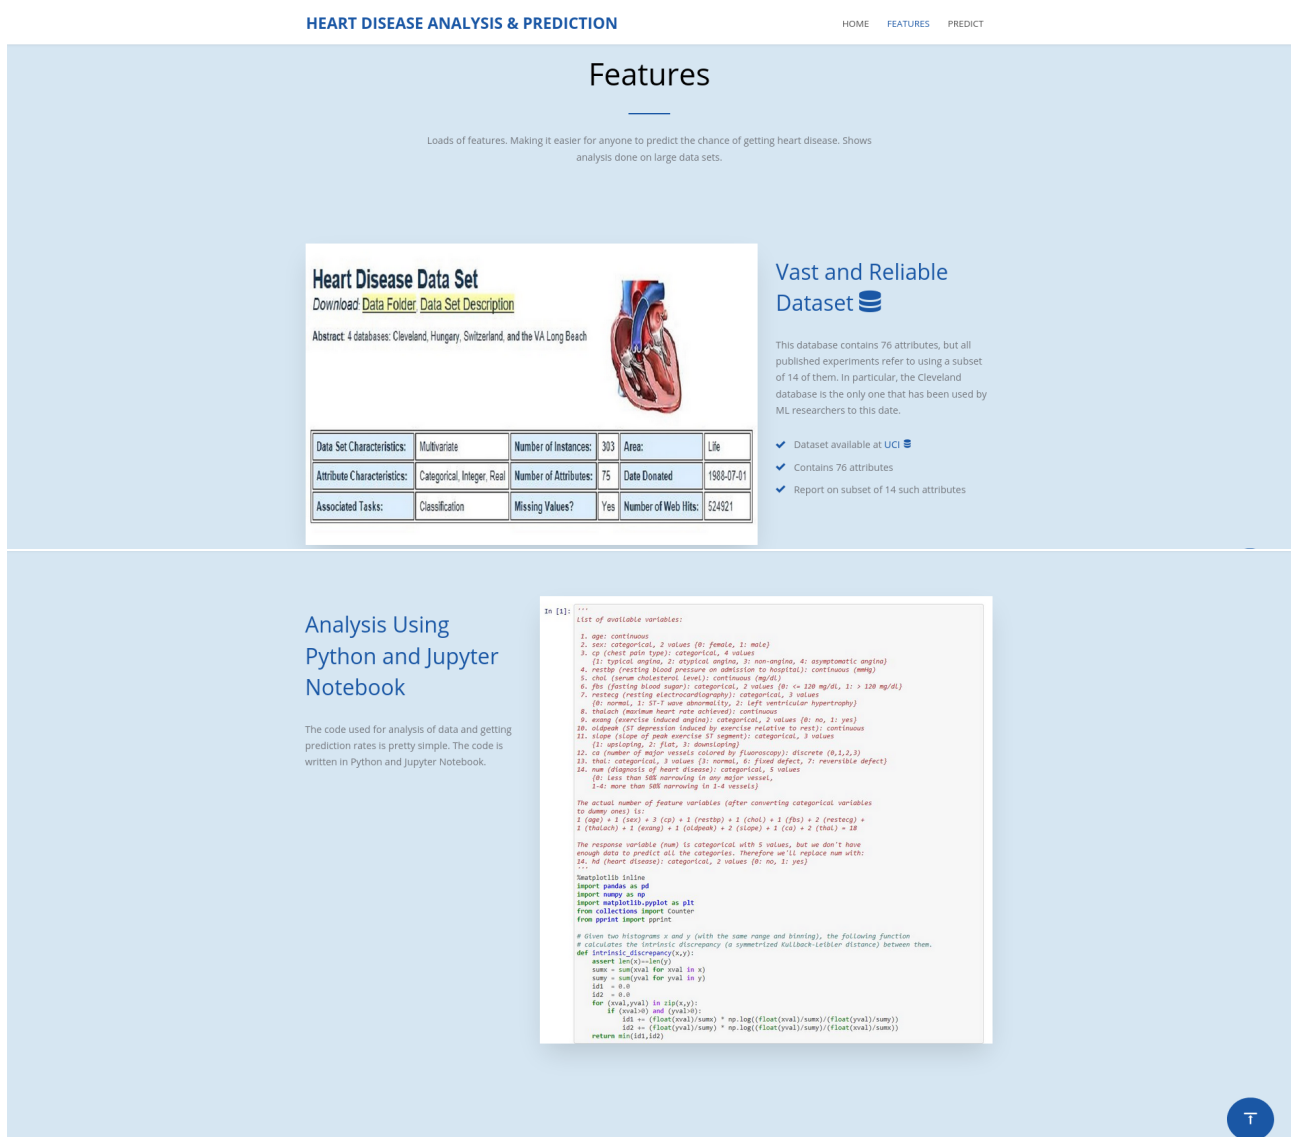 HEART DISEASE ANALYSIS & PREDICTION
HOME FEATURES PREDICT
Features
Loads of features. Making it easier for anyone to predict the chance of getting heart disease. Shows
analysis done on large data sets.
Heart Disease Data Set
Download: Data Folder, Data Set Description
Abstract: 4 databases: Cleveland, Hungary, Switzerland, and the VA Long Beach
Data Set Characteristics: Multivariate Number of Instances: 303 Area: Life
Attribute Characteristics: Categorical, Integer, Real Number of Attributes: 75 Date Donated 1988-07-01
Associated Tasks: Classification Missing Values? Yes Number of Web Hits: 524921
Vast and Reliable
Dataset
This database contains 76 attributes, but all
published experiments refer to using a subset
of 14 of them. In particular, the Cleveland
database is the only one that has been used by
ML researchers to this date.
Dataset available at UCI
Contains 76 attributes
Report on subset of 14 such attributes
Analysis Using
Python and Jupyter
Notebook
The code used for analysis of data and getting
prediction rates is pretty simple. The code is
written in Python and Jupyter Notebook.
In [1]: '''
List of available variables:
1. age: continuous
2. sex: categorical, 2 values {0: female, 1: male}
3. cp (chest pain type): categorical, 4 values
{1: typical angina, 2: atypical angina, 3: non-angina, 4: asymptomatic angina}
4. restbp (resting blood pressure on admission to hospital): continuous (mmHg)
5. chol (serum cholesterol level): continuous (mg/dl)
6. fbs (fasting blood sugar): categorical, 2 values {0: <= 120 mg/dl, 1: > 120 mg/dl}
7. restecg (resting electrocardiography): categorical, 3 values
{0: normal, 1: ST-T wave abnormality, 2: left ventricular hypertrophy}
8. thalach (maximum heart rate achieved): continuous
9. exang (exercise induced angina): categorical, 2 values {0: no, 1: yes}
10. oldpeak (ST depression induced by exercise relative to rest): continuous
11. slope (slope of peak exercise ST segment): categorical, 3 values
{1: upsloping, 2: flat, 3: downsloping}
12. ca (number of major vessels colored by fluoroscopy): discrete (0,1,2,3)
13. thal: categorical, 3 values {3: normal, 6: fixed defect, 7: reversible defect}
14. num (diagnosis of heart disease): categorical, 5 values
{0: less than 50% narrowing in any major vessel,
1-4: more than 50% narrowing in 1-4 vessels}
The actual number of feature variables (after converting categorical variables
to dummy ones) is:
1 (age) + 1 (sex) + 3 (cp) + 1 (restbp) + 1 (chol) + 1 (fbs) + 2 (restecg) +
1 (thalach) + 1 (exang) + 1 (oldpeak) + 2 (slope) + 1 (ca) + 2 (thal) = 18
The response variable (num) is categorical with 5 values, but we don't have
enough data to predict all the categories. Therefore we'll replace num with:
14. hd (heart disease): categorical, 2 values {0: no, 1: yes}
'''
%matplotlib inline
import pandas as pd
import numpy as np
import matplotlib.pyplot as plt
from collections import Counter
from pprint import pprint
# Given two histograms x and y (with the same range and binning), the following function
# calculates the intrinsic discrepancy (a symmetrized Kullback-Leibler distance) between them.
def intrinsic_discrepancy(x,y):
assert len(x)==len(y)
sumx = sum(xval for xval in x)
sumy = sum(yval for yval in y)
id1 = 0.0
id2 = 0.0
for (xval,yval) in zip(x,y):
if (xval>0) and (yval>0):
id1 += (float(xval)/sumx) * np.log((float(xval)/sumx)/(float(yval)/sumy))
id2 += (float(yval)/sumy) * np.log((float(yval)/sumy)/(float(xval)/sumx))
return min(id1,id2)